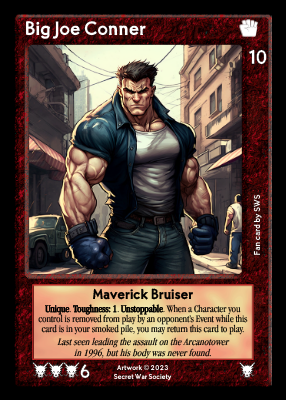 Big Joe Conner
10
Fan card by SWS
Maverick Bruiser
Unique. Toughness: 1. Unstoppable. When a Character you
control is removed from play by an opponent's Event while this
card is in your smoked pile, you may return this card to play.
Last seen leading the assault on the Arcanotower
in 1996, but his body was never found.
6
Artwork © 2023
Secret War Society